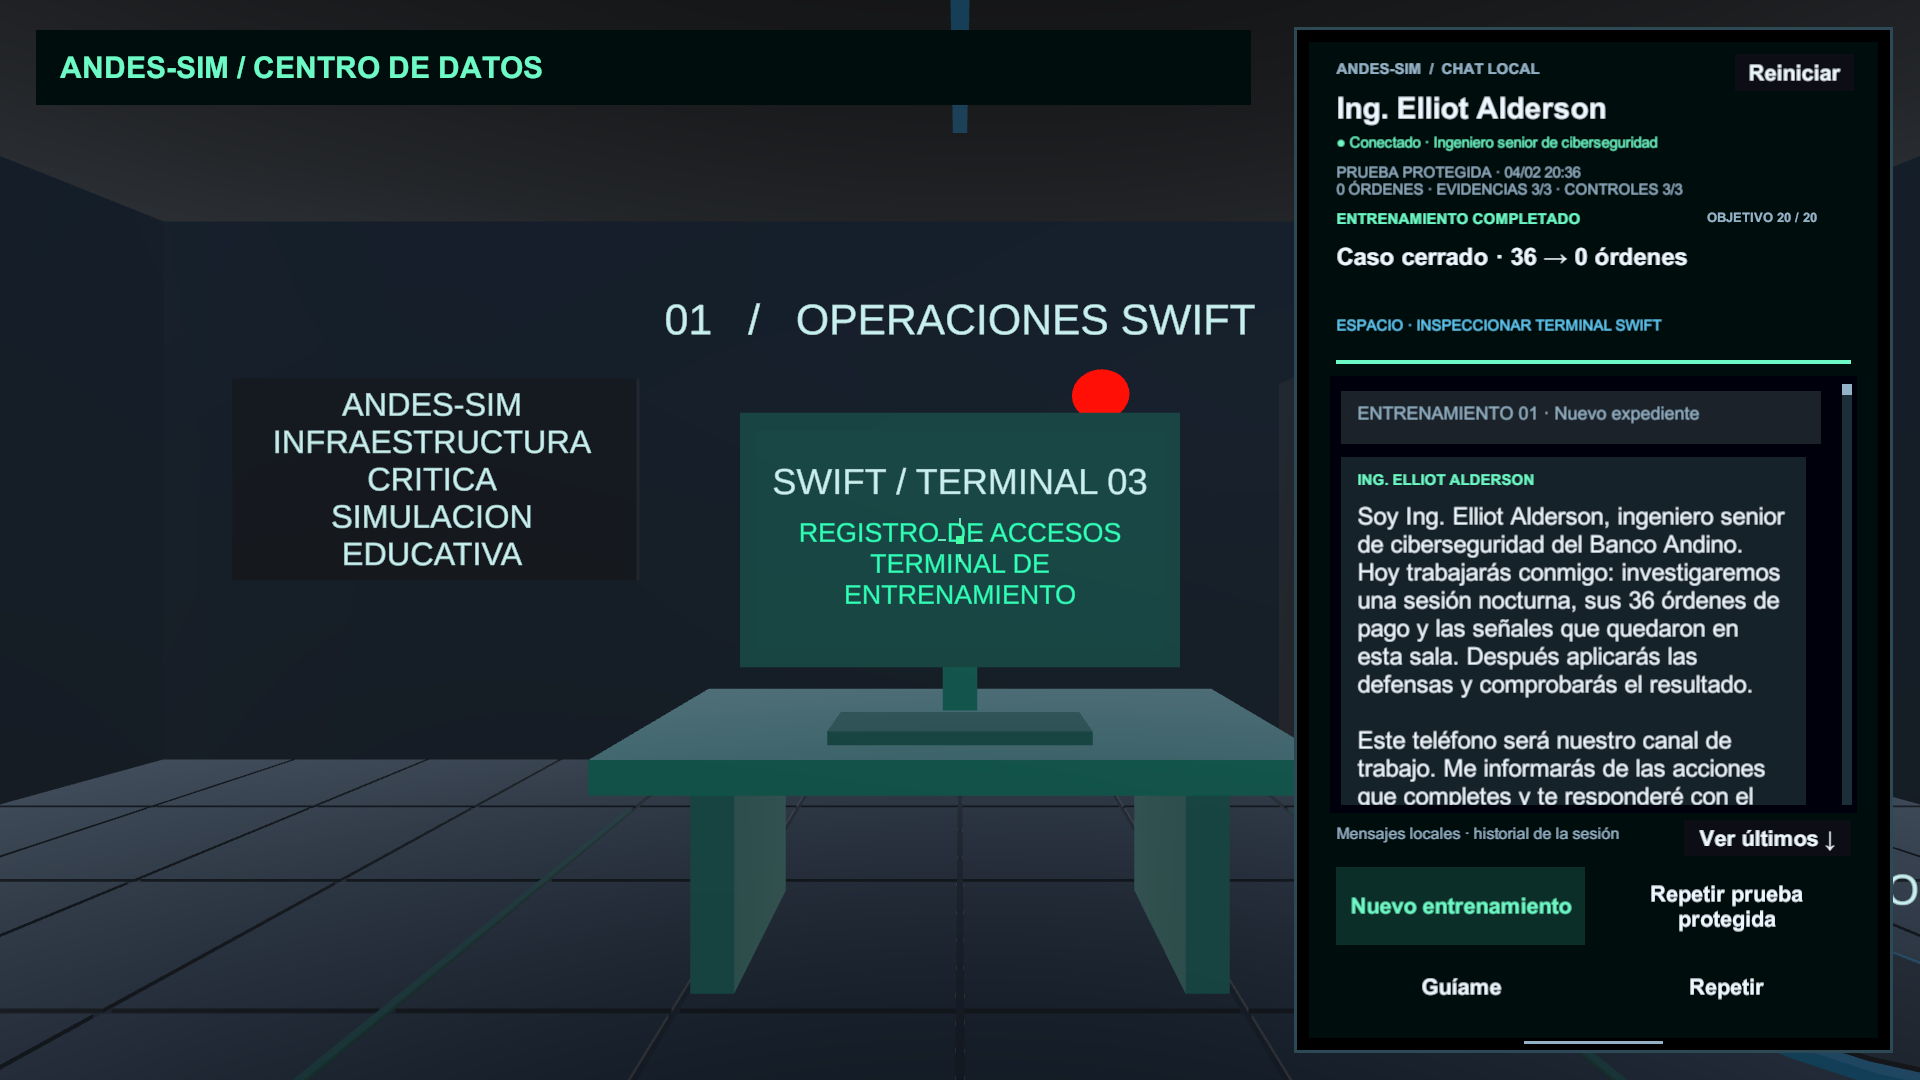 ANDES-SIM / CENTRO DE DATOS
01 / OPERACIONES SWIFT
ANDES-SIM
INFRAESTRUCTURA
CRITICA
SIMULACION
EDUCATIVA
SWIFT / TERMINAL 03
REGISTRO DE ACCESOS
TERMINAL DE
ENTRENAMIENTO
ANDES-SIM / CHAT LOCAL
Reiniciar
Ing. Elliot Alderson
● Conectado · Ingeniero senior de ciberseguridad
PRUEBA PROTEGIDA · 04/02 20:36
0 ÓRDENES · EVIDENCIAS 3/3 · CONTROLES 3/3
ENTRENAMIENTO COMPLETADO
OBJETIVO 20 / 20
Caso cerrado · 36 → 0 órdenes
ESPACIO · INSPECCIONAR TERMINAL SWIFT
ENTRENAMIENTO 01 · Nuevo expediente
ING. ELLIOT ALDERSON
Soy Ing. Elliot Alderson, ingeniero senior
de ciberseguridad del Banco Andino.
Hoy trabajarás conmigo: investigaremos
una sesión nocturna, sus 36 órdenes de
pago y las señales que quedaron en
esta sala. Después aplicarás las
defensas y comprobarás el resultado.
Este teléfono será nuestro canal de
trabajo. Me informarás de las acciones
que completes y te responderé con el
Mensajes locales · historial de la sesión
Ver últimos ↓
Nuevo entrenamiento
Repetir prueba
protegida
Guíame
Repetir